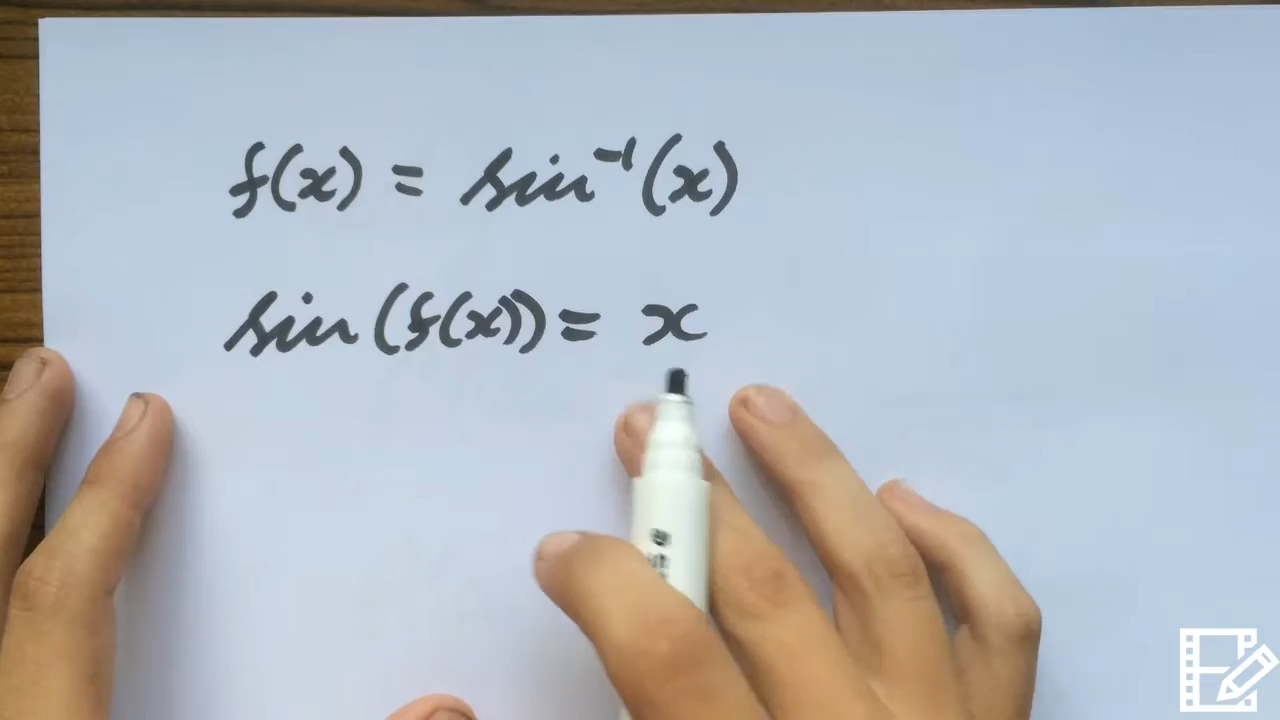 f(x) = sin⁻¹(x)
sin(f(x)) = x